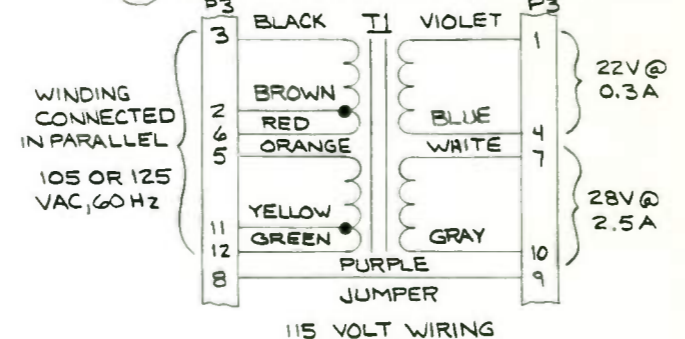 P3
BLACK
T1
VIOLET
P3
3
1
WINDING
CONNECTED
IN PARALLEL
105 OR 125
VAC, 60 HZ
22V @
0.3A
2
BROWN
6
RED
BLUE
4
5
ORANGE
WHITE
7
28V @
2.5A
11
YELLOW
12
GREEN
GRAY
10
PURPLE
8
9
JUMPER
115 VOLT WIRING